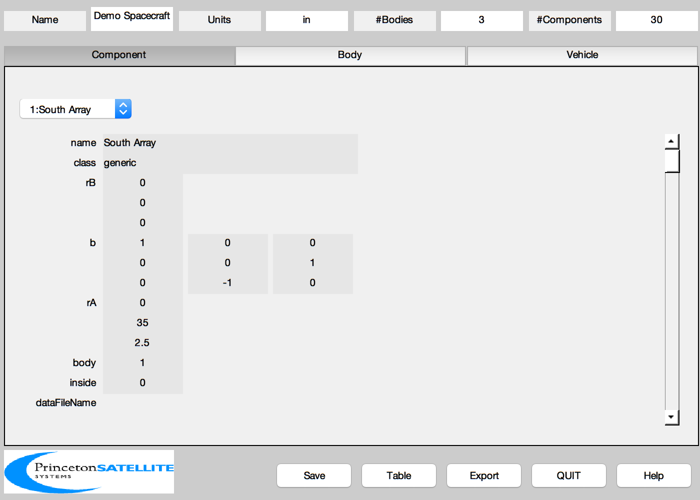 Name Demo Spacecraft Units in #Bodies 3 #Components 30
Component Body Vehicle
1:South Array
name South Array
class generic
rB 0
0
0
b 1 0 0
0 0 1
0 -1 0
rA 0
35
2.5
body 1
inside 0
dataFileName
PrincetonSATELLITE
SYSTEMS
Save Table Export QUIT Help